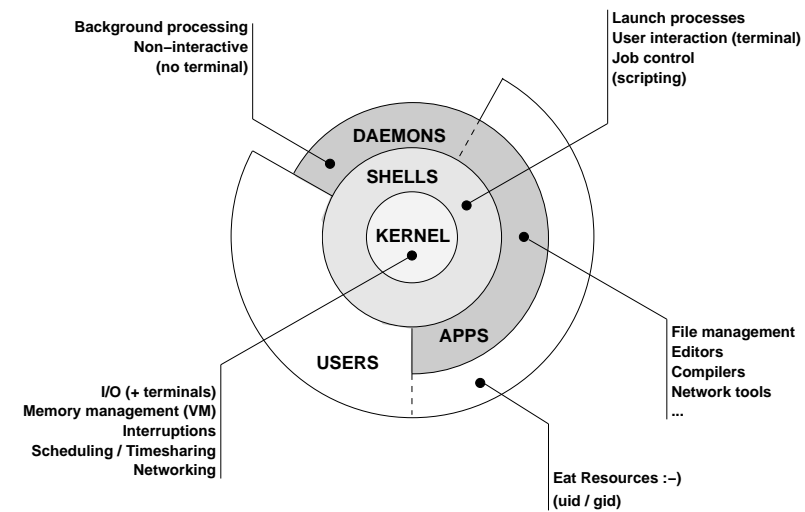 Background processing
Non−interactive
(no terminal)
Launch processes
User interaction (terminal)
Job control
(scripting)
DAEMONS
SHELLS
KERNEL
APPS
USERS
File management
Editors
Compilers
Network tools
...
I/O (+ terminals)
Memory management (VM)
Interruptions
Scheduling / Timesharing
Networking
Eat Resources :−)
(uid / gid)